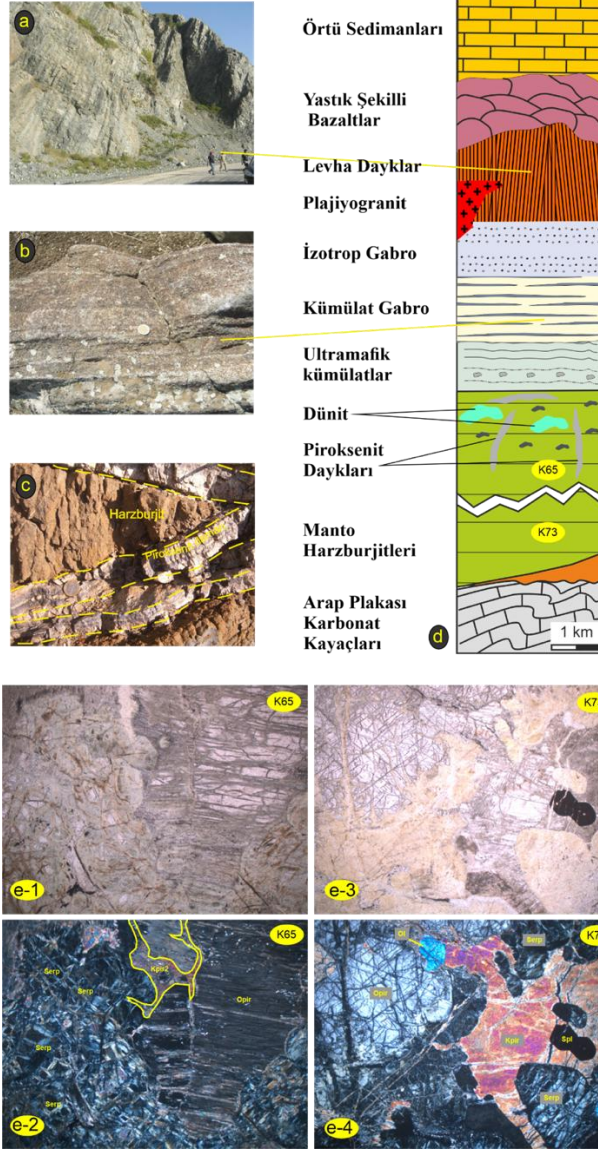 a
Örtü Sedimanları
Yastık Şekilli
Bazaltlar
Levha Dayklar
Plajiyogranit
b
İzotrop Gabro
Kümülat Gabro
Ultramafik
kümülatlar
Dünit
Piroksenit
Daykları
K65
c
Harzburjit
K73
Manto
Harzburjitleri
Arap Plakası
Karbonat
Kayaçları
d
1 km
K65
K7
e-1
e-3
K65
K7
Kpir
Serp
Serp
Opir
Serp
Serp
e-2
Ol
Serp
Opir
Kpir
Spl
Serp
e-4